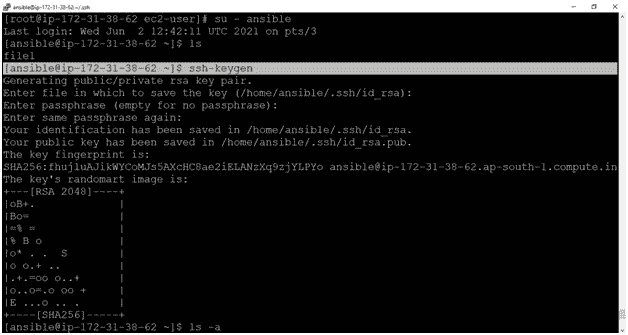 ansible@ip-172-31-38-62:~/.ssh
[root@ip-172-31-38-62 ec2-user]# su - ansible
Last login: Wed Jun  2 12:42:11 UTC 2021 on pts/3
[ansible@ip-172-31-38-62 ~]$ ls
file1
[ansible@ip-172-31-38-62 ~]$ ssh-keygen
Generating public/private rsa key pair.
Enter file in which to save the key (/home/ansible/.ssh/id_rsa):
Enter passphrase (empty for no passphrase):
Enter same passphrase again:
Your identification has been saved in /home/ansible/.ssh/id_rsa.
Your public key has been saved in /home/ansible/.ssh/id_rsa.pub.
The key fingerprint is:
ansible@ip-172-31-38-62.ap-south-1.compute.in
The key's randomart image is:
+---[RSA 2048]----+
|oB+.             |
|Bo=              |
|=% =             |
|% B o            |
|o* . .  S        |
|o o.+ ..         |
|.+.=oo o..+      |
|o..o=.o oo +     |
|E ...o .. .      |
+----[SHA256]-----+
[ansible@ip-172-31-38-62 ~]$ ls -a